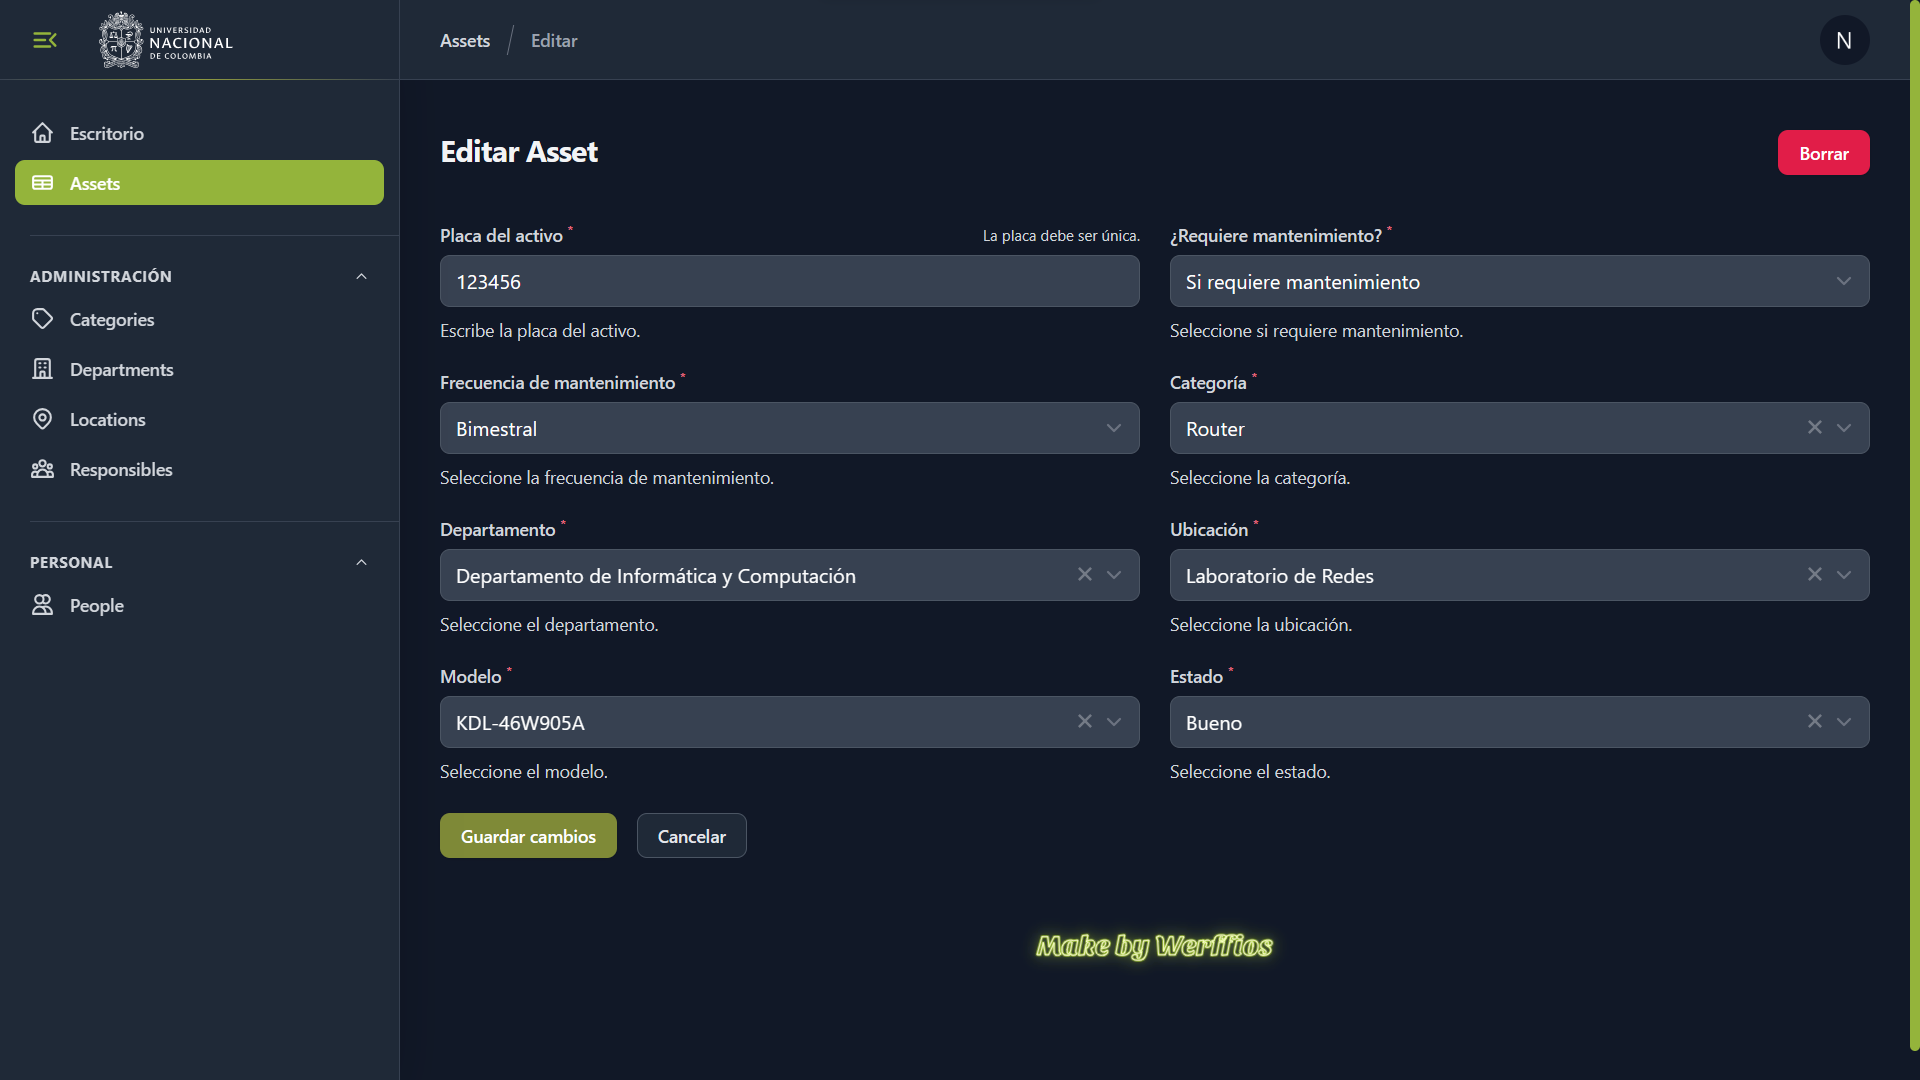 UNIVERSIDAD
NACIONAL
DE COLOMBIA
Assets / Editar
N
Escritorio
Assets
ADMINISTRACIÓN
Categories
Departments
Locations
Responsibles
PERSONAL
People
Editar Asset
Borrar
Placa del activo *
La placa debe ser única.
123456
Escribe la placa del activo.
¿Requiere mantenimiento? *
Si requiere mantenimiento
Seleccione si requiere mantenimiento.
Frecuencia de mantenimiento *
Bimestral
Seleccione la frecuencia de mantenimiento.
Categoría *
Router
Seleccione la categoría.
Departamento *
Departamento de Informática y Computación
Seleccione el departamento.
Ubicación *
Laboratorio de Redes
Seleccione la ubicación.
Modelo *
KDL-46W905A
Seleccione el modelo.
Estado *
Bueno
Seleccione el estado.
Guardar cambios
Cancelar
Make by Werffios